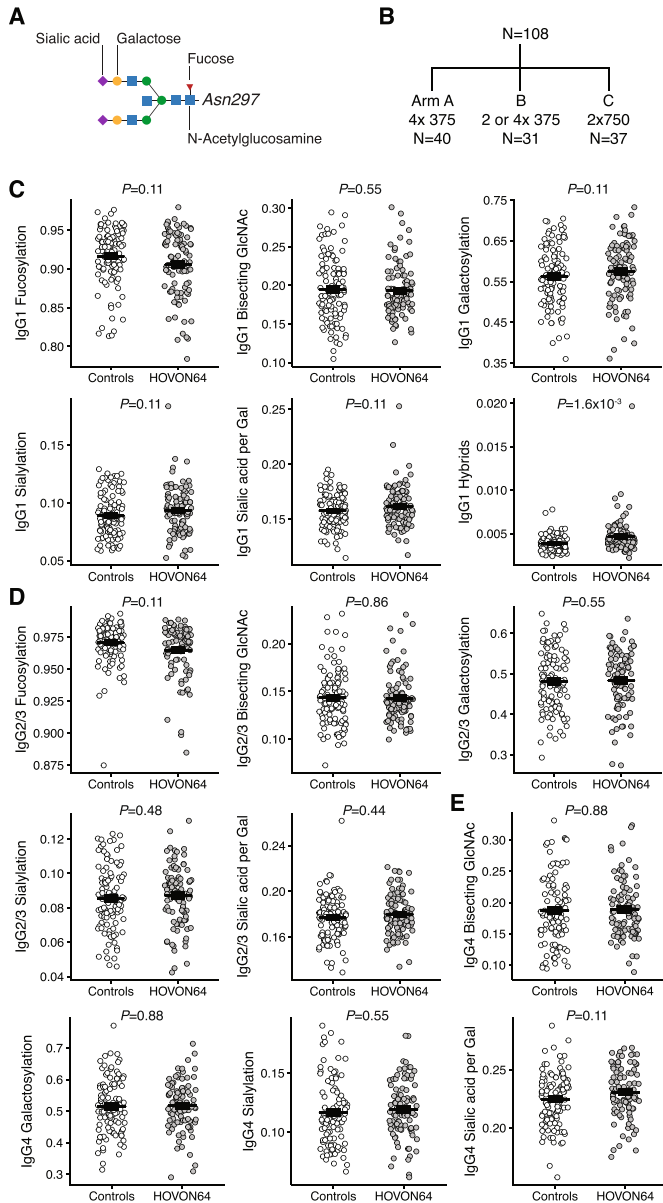 A
Sialic acid Galactose
Fucose
Asn297
N-Acetylglucosamine
B
N=108
Arm A B C
4x 375 2 or 4x 375 2x750
N=40 N=31 N=37
C
P=0.11
IgG1 Fucosylation
0.95
0.90
0.85
0.80
Controls HOVON64
P=0.55
IgG1 Bisecting GlcNAc
0.30
0.25
0.20
0.15
0.10
Controls HOVON64
P=0.11
IgG1 Galactosylation
0.75
0.65
0.55
0.45
0.35
Controls HOVON64
P=0.11
IgG1 Sialylation
0.15
0.10
0.05
Controls HOVON64
P=0.11
IgG1 Sialic acid per Gal
0.25
0.20
0.15
Controls HOVON64
P=1.6x10-3
IgG1 Hybrids
0.020
0.015
0.010
0.005
Controls HOVON64
D
P=0.11
IgG2/3 Fucosylation
0.975
0.950
0.925
0.900
0.875
Controls HOVON64
P=0.86
IgG2/3 Bisecting GlcNAc
0.20
0.15
0.10
Controls HOVON64
P=0.55
IgG2/3 Galactosylation
0.6
0.5
0.4
0.3
Controls HOVON64
P=0.48
IgG2/3 Sialylation
0.12
0.10
0.08
0.06
0.04
Controls HOVON64
P=0.44
IgG2/3 Sialic acid per Gal
0.24
0.20
0.16
Controls HOVON64
E
P=0.88
IgG4 Bisecting GlcNAc
0.30
0.25
0.20
0.15
0.10
Controls HOVON64
P=0.88
IgG4 Galactosylation
0.7
0.6
0.5
0.4
0.3
Controls HOVON64
P=0.55
IgG4 Sialylation
0.15
0.10
Controls HOVON64
P=0.11
IgG4 Sialic acid per Gal
0.25
0.20
Controls HOVON64